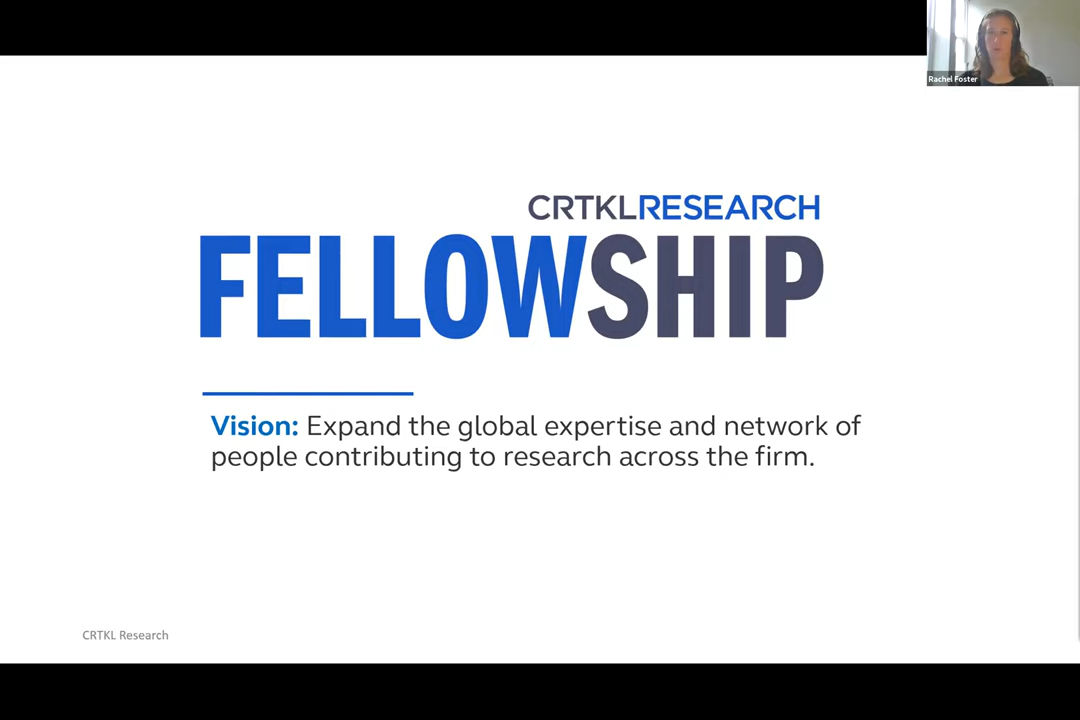 Rachel Foster
CRTKLRESEARCH
FELLOWSHIP
Vision: Expand the global expertise and network of
people contributing to research across the firm.
CRTKL Research